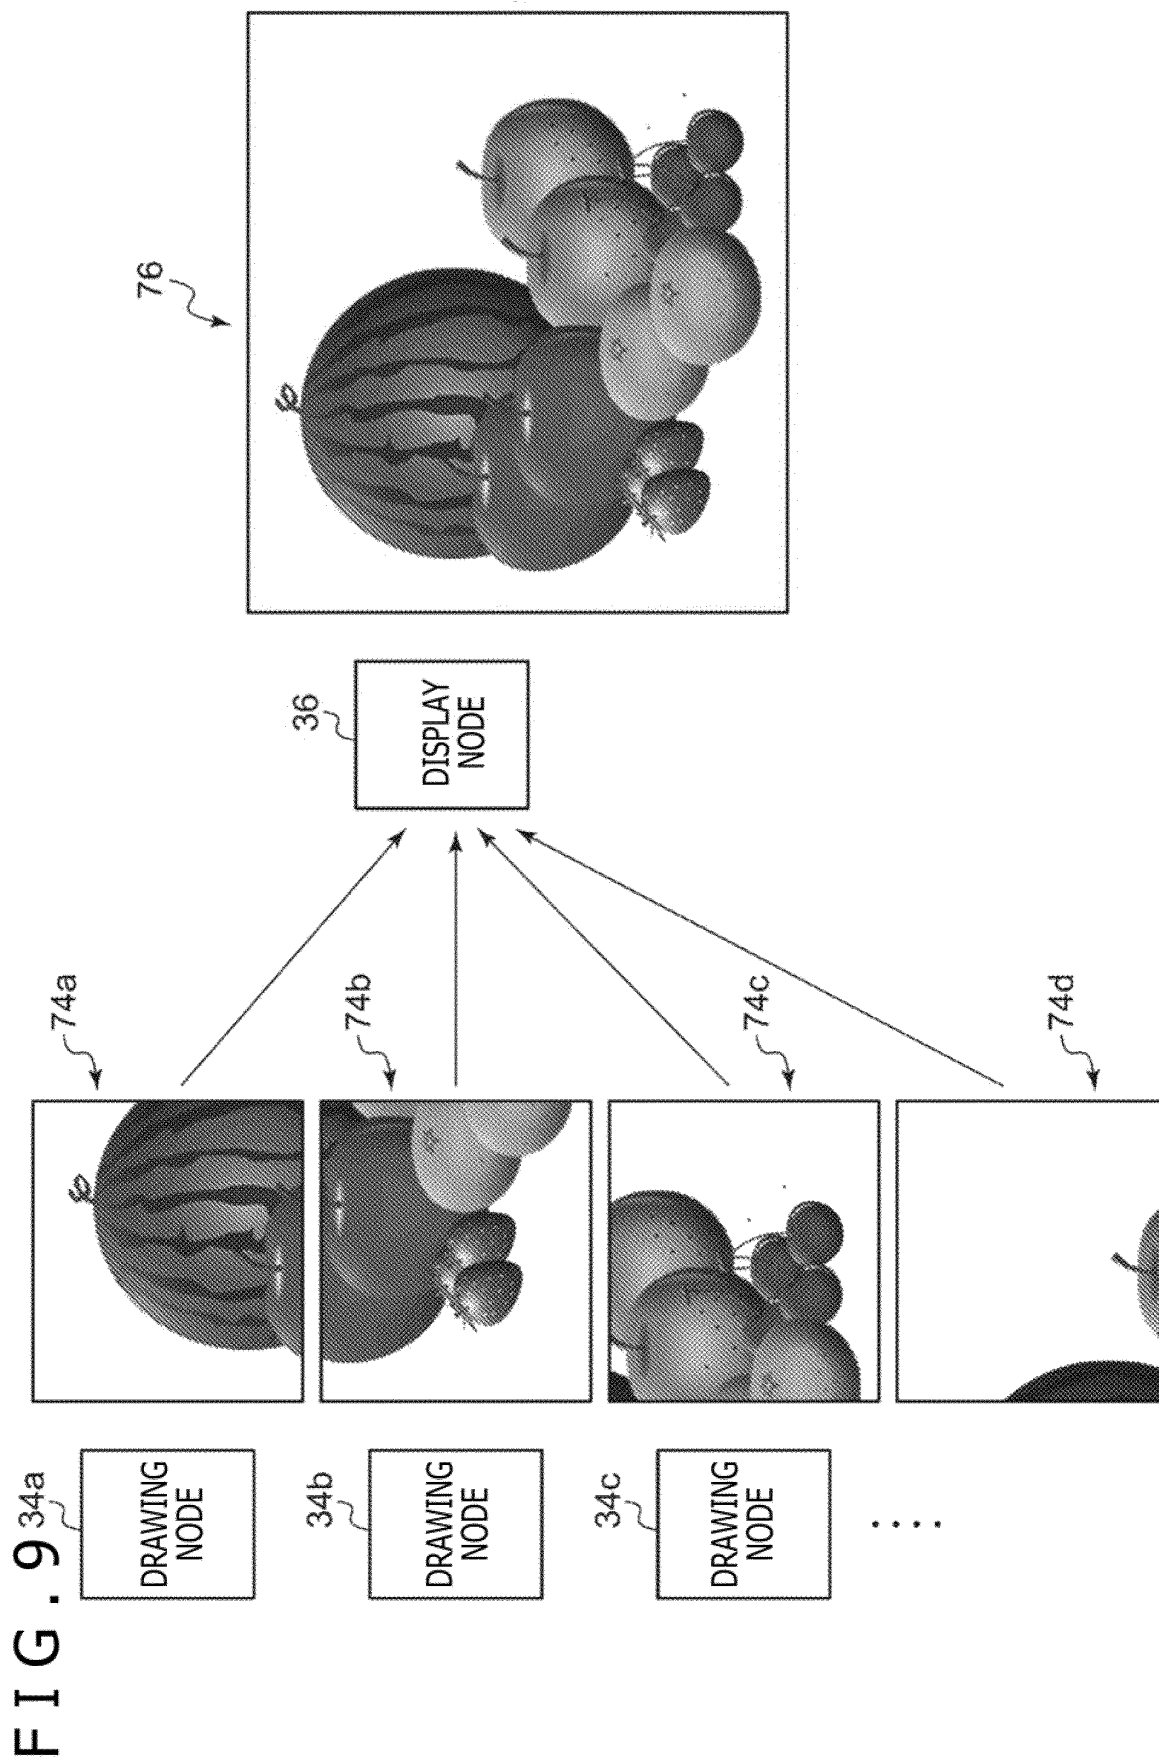 FIG. 9
34a
DRAWING
NODE
34b
DRAWING
NODE
34c
DRAWING
NODE
74a
74b
74c
74d
36
DISPLAY
NODE
76